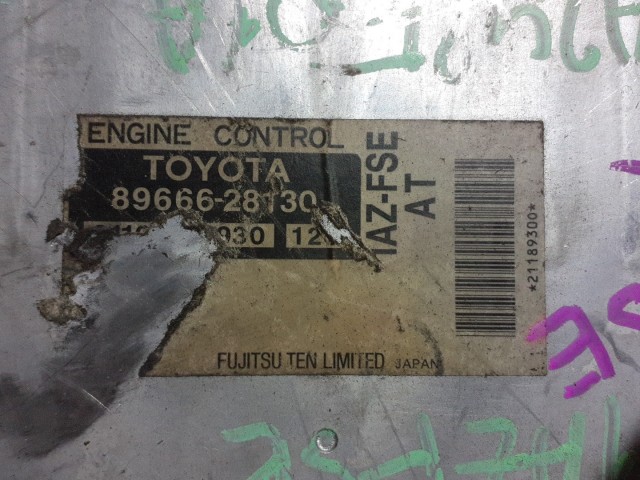 ENGINE CONTROL
TOYOTA
89666-28130
1AZ-FSE
AT
*21189300*
FUJITSU TEN LIMITED JAPAN